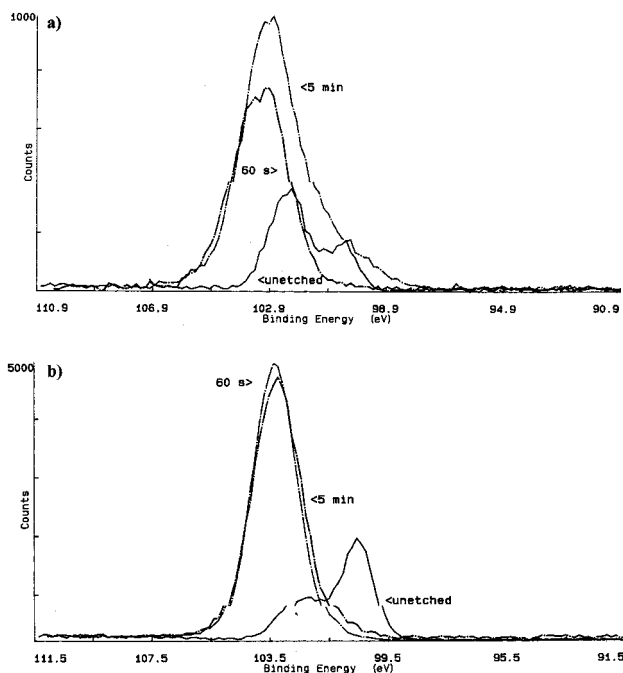 1000
a)
<5 min
60 s>
Counts
<unetched
110.9 106.9 102.9 98.9 94.9 90.9
Binding Energy (eV)
5000
b)
60 s>
<5 min
Counts
<unetched
111.5 107.5 103.5 99.5 95.5 91.5
Binding Energy (eV)